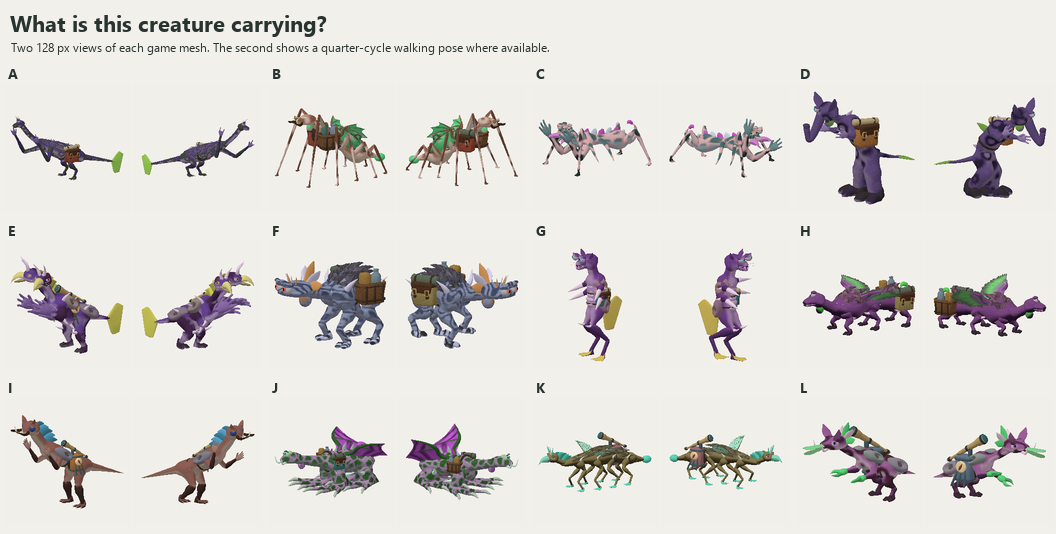 What is this creature carrying?
Two 128 px views of each game mesh. The second shows a quarter-cycle walking pose where available.
A B C D
E F G H
I J K L